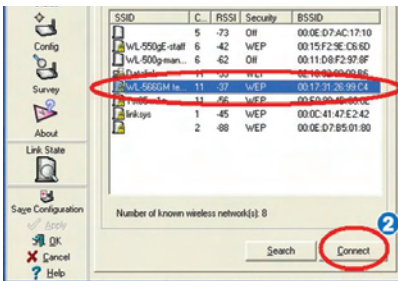 Config
Survey
About
Link State
Save Configuration
Apply
OK
Cancel
Help
SSID C... RSSI Security BSSID
5 -73 Off 00:0E:D7:AC:17:10
WL-550gE-staff 6 -42 WEP 00:15:F2:9E:C6:6D
WL-500g-man... 6 -62 Off 00:11:D8:F2:97:8F
WL-566GM te... 11 -37 WEP 00:17:31:26:99:C4
11 -56 WEP
linksys 1 -45 WEP 00:0C:41:47:E2:42
2 -88 WEP 00:0E:D7:B5:01:80
Number of known wireless network(s): 8
2
Search Connect